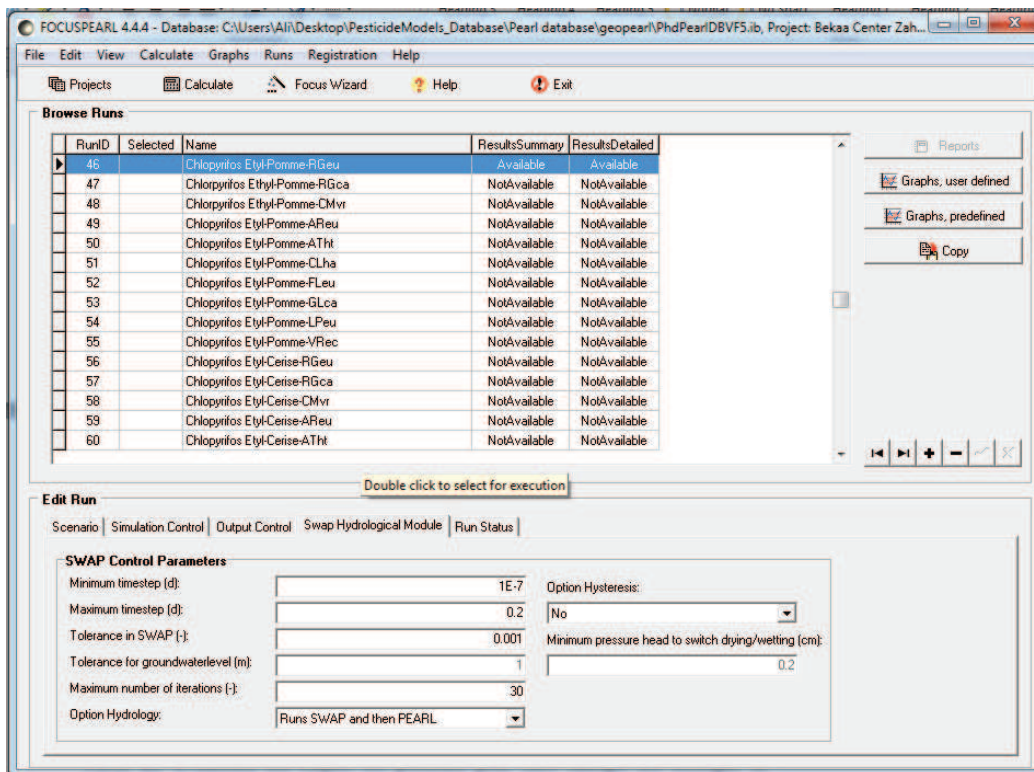 FOCUSPEARL 4.4.4 - Database: C:\Users\Ali\Desktop\PesticideModels_Database\Pearl database\geopearl\PhdPearlDBVF5.ib, Project: Bekaa Center Zah...
File Edit View Calculate Graphs Runs Registration Help
Projects Calculate Focus Wizard Help Exit
Browse Runs
RunID Selected Name ResultsSummary ResultsDetailed
46 Chlopyrifos Etyl-Pomme-RGeu Available Available
47 Chlorpyrifos Ethyl-Pomme-RGca NotAvailable NotAvailable
48 Chlorpyrifos Ethyl-Pomme-CMvr NotAvailable NotAvailable
49 Chlopyrifos Etyl-Pomme-AReu NotAvailable NotAvailable
50 Chlopyrifos Etyl-Pomme-ATht NotAvailable NotAvailable
51 Chlopyrifos Etyl-Pomme-CLha NotAvailable NotAvailable
52 Chlopyrifos Etyl-Pomme-FLeu NotAvailable NotAvailable
53 Chlopyrifos Etyl-Pomme-GLca NotAvailable NotAvailable
54 Chlopyrifos Etyl-Pomme-LPeu NotAvailable NotAvailable
55 Chlopyrifos Etyl-Pomme-VRec NotAvailable NotAvailable
56 Chlopyrifos Etyl-Cerise-RGeu NotAvailable NotAvailable
57 Chlopyrifos Etyl-Cerise-RGca NotAvailable NotAvailable
58 Chlopyrifos Etyl-Cerise-CMvr NotAvailable NotAvailable
59 Chlopyrifos Etyl-Cerise-AReu NotAvailable NotAvailable
60 Chlopyrifos Etyl-Cerise-ATht NotAvailable NotAvailable
Reports
Graphs, user defined
Graphs, predefined
Copy
Double click to select for execution
Edit Run
Scenario Simulation Control Output Control Swap Hydrological Module Run Status
SWAP Control Parameters
Minimum timestep (d): 1E-7
Maximum timestep (d): 0.2
Tolerance in SWAP (-): 0.001
Tolerance for groundwaterlevel (m): 1
Maximum number of iterations (-): 30
Option Hydrology: Runs SWAP and then PEARL
Option Hysteresis:
No
Minimum pressure head to switch drying/wetting (cm):
0.2